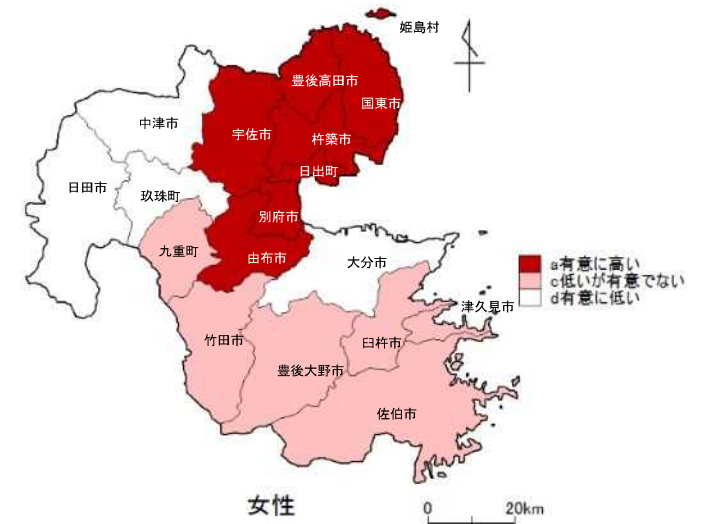 姫島村
豊後高田市
国東市
中津市
宇佐市
杵築市
日出町
日田市
玖珠町
別府市
九重町
由布市
大分市
a有意に高い
c低いが有意でない
d有意に低い
津久見市
竹田市
臼杵市
豊後大野市
佐伯市
女性
0 20km